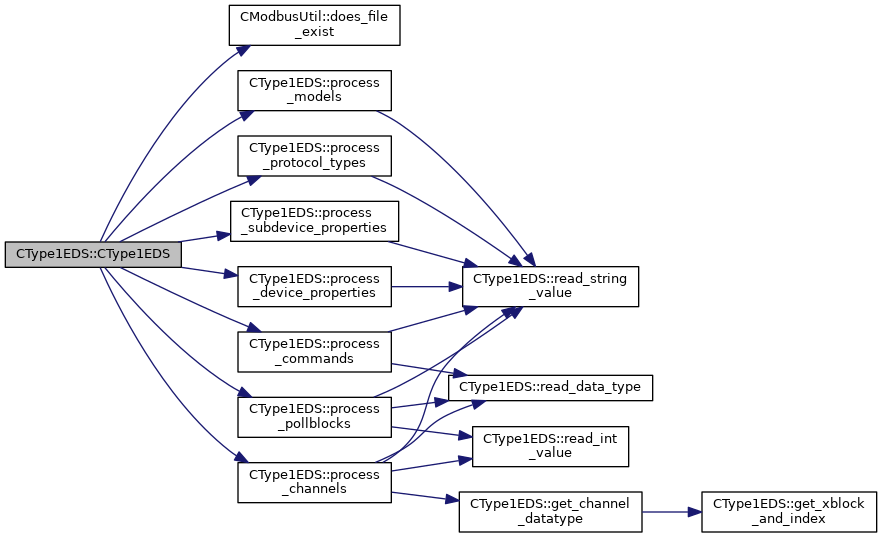 CModbusUtil::does_file
_exist
CType1EDS::process
_models
CType1EDS::process
_protocol_types
CType1EDS::process
_subdevice_properties
CType1EDS::CType1EDS
CType1EDS::process
_device_properties
CType1EDS::read_string
_value
CType1EDS::process
_commands
CType1EDS::read_data_type
CType1EDS::process
_pollblocks
CType1EDS::read_int
_value
CType1EDS::process
_channels
CType1EDS::get_channel
_datatype
CType1EDS::get_xblock
_and_index